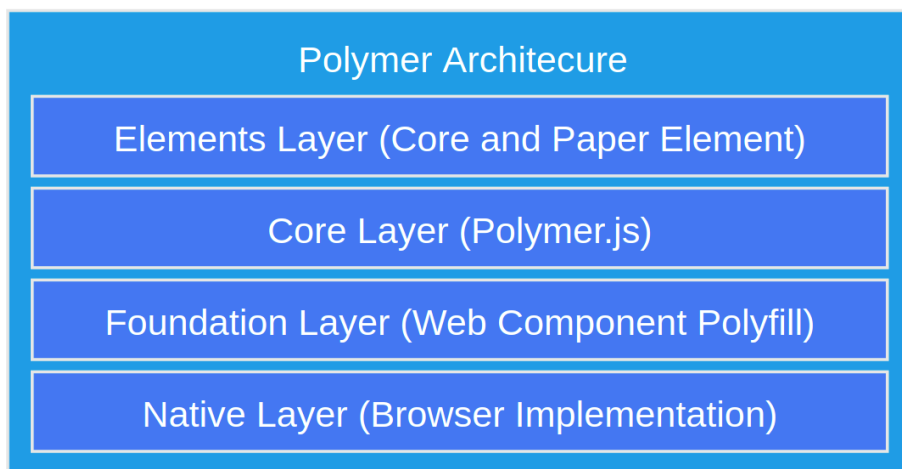 Polymer Architecure
Elements Layer (Core and Paper Element)
Core Layer (Polymer.js)
Foundation Layer (Web Component Polyfill)
Native Layer (Browser Implementation)